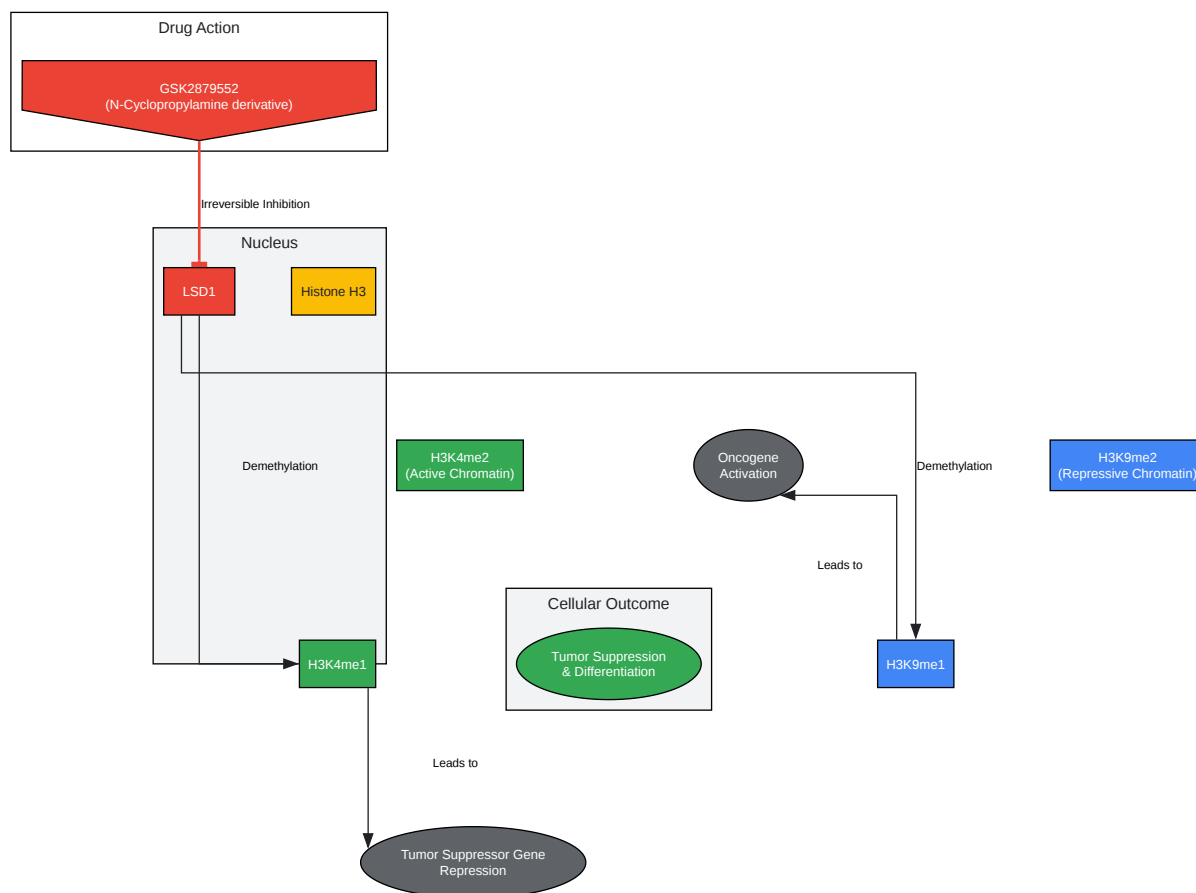 Drug Action
GSK2879552
(N-Cyclopropylamine derivative)
Irreversible Inhibition
Nucleus
LSD1
Histone H3
Demethylation
H3K4me2
(Active Chromatin)
Oncogene
Activation
Demethylation
H3K9me2
(Repressive Chromatin)
Leads to
Cellular Outcome
Tumor Suppression
& Differentiation
H3K4me1
H3K9me1
Leads to
Tumor Suppressor Gene
Repression